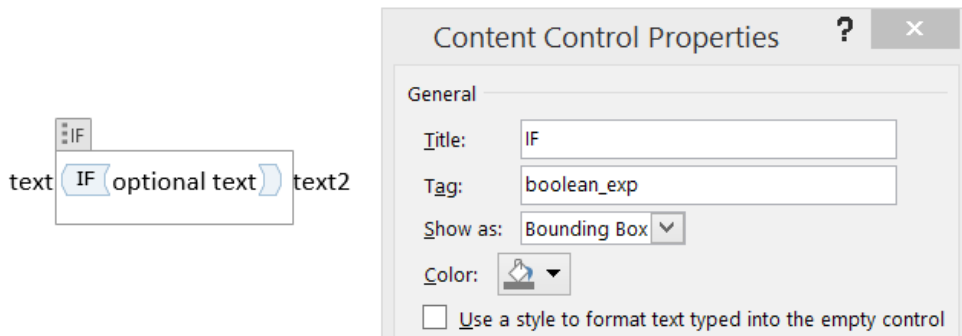 IF
text IF optional text text2
Content Control Properties ?
General
Title: IF
Tag: boolean_exp
Show as: Bounding Box
Color:
Use a style to format text typed into the empty control